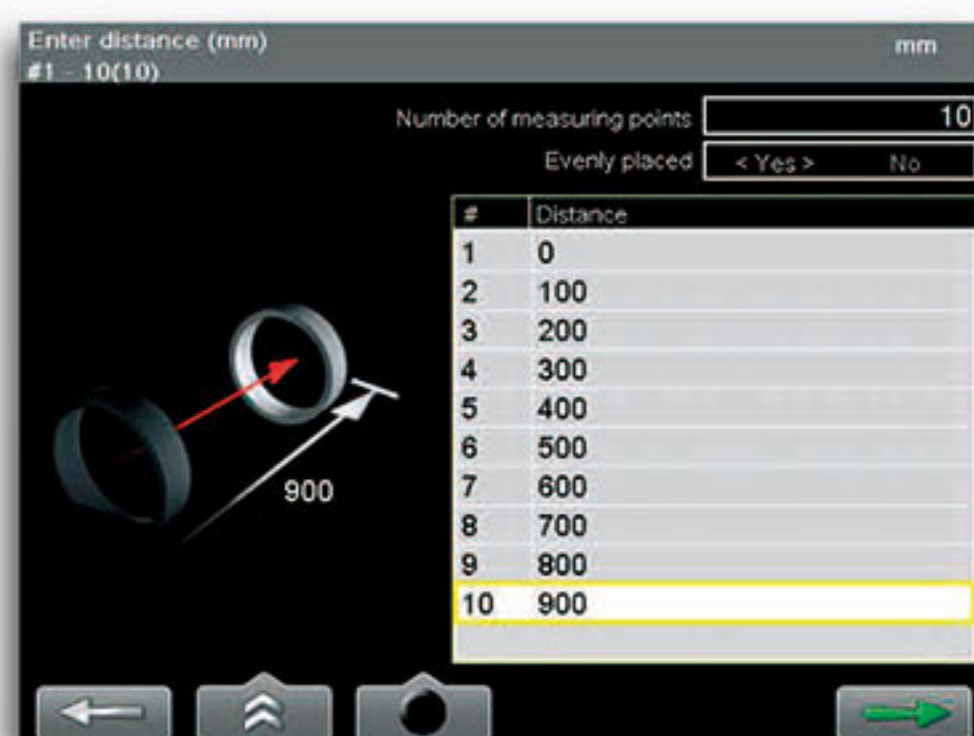 Enter distance (mm) mm
#1 - 10(10)
Number of measuring points 10
Evenly placed < Yes > No
# Distance
1 0
2 100
3 200
4 300
5 400
6 500
7 600
8 700
9 800
10 900
900